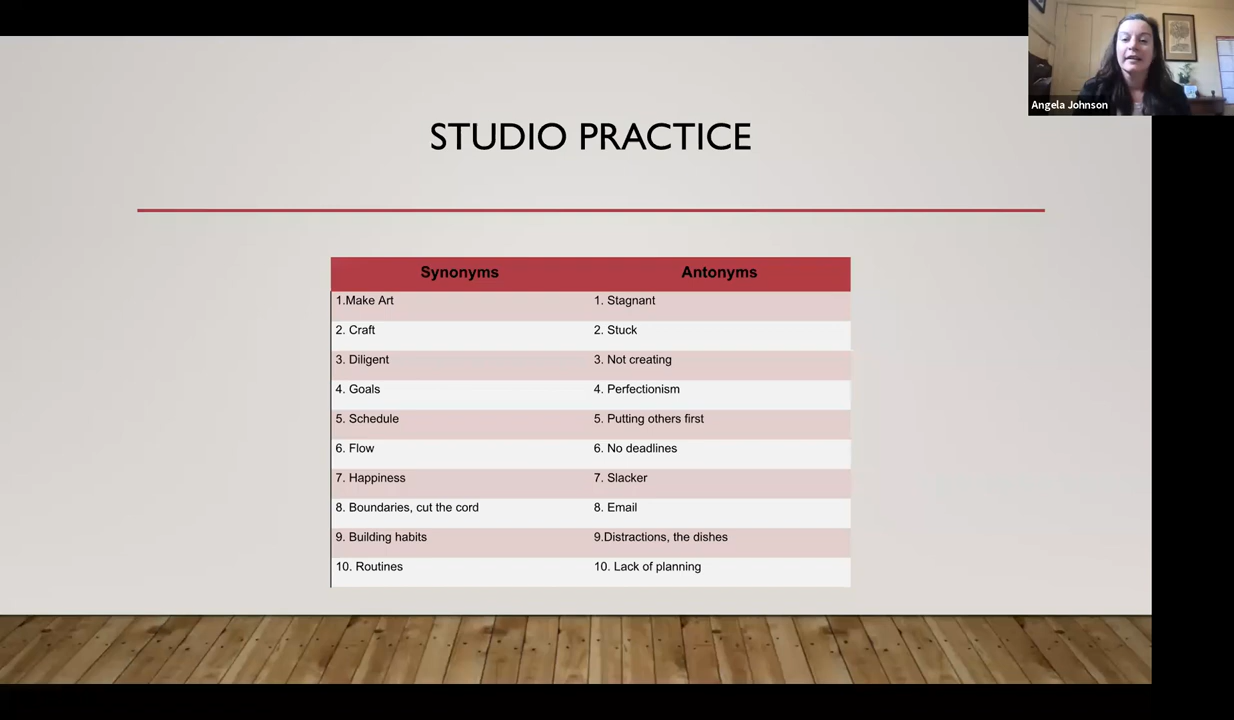 Angela Johnson
STUDIO PRACTICE
Synonyms Antonyms
1.Make Art 1. Stagnant
2. Craft 2. Stuck
3. Diligent 3. Not creating
4. Goals 4. Perfectionism
5. Schedule 5. Putting others first
6. Flow 6. No deadlines
7. Happiness 7. Slacker
8. Boundaries, cut the cord 8. Email
9. Building habits 9.Distractions, the dishes
10. Routines 10. Lack of planning